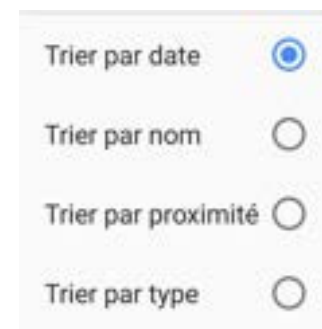 Trier par date
Trier par nom
Trier par proximité
Trier par type